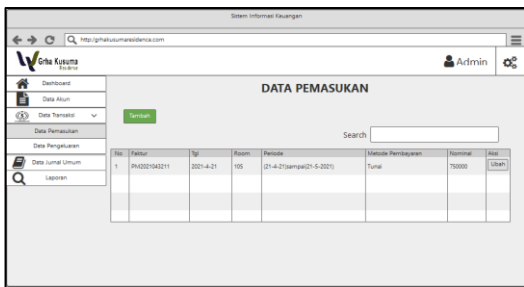 Sistem Informasi Keuangan
http://grhakusumaresidence.com
Grha Kusuma
Residence
Admin
Dashboard
Data Akun
Data Transaksi
Data Pemasukan
Data Pengeluaran
Data Jurnal Umum
Laporan
DATA PEMASUKAN
Tambah
Search
No Faktur Tgl Room Periode Metode Pembayaran Nominal Aksi
1 PM2021043211 2021-4-21 105 (21-4-21)sampai(21-5-2021) Tunai 750000 Ubah